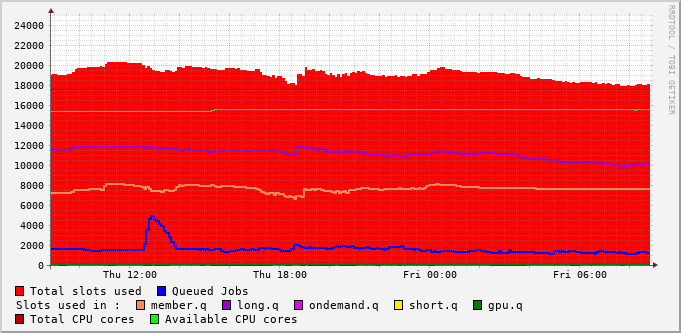 RRDTOOL / TOBI OETIKER
24000
22000
20000
18000
16000
14000
12000
10000
8000
6000
4000
2000
0
Thu 12:00 Thu 18:00 Fri 00:00 Fri 06:00
Total slots used Queued Jobs
Slots used in : member.q long.q ondemand.q short.q gpu.q
Total CPU cores Available CPU cores